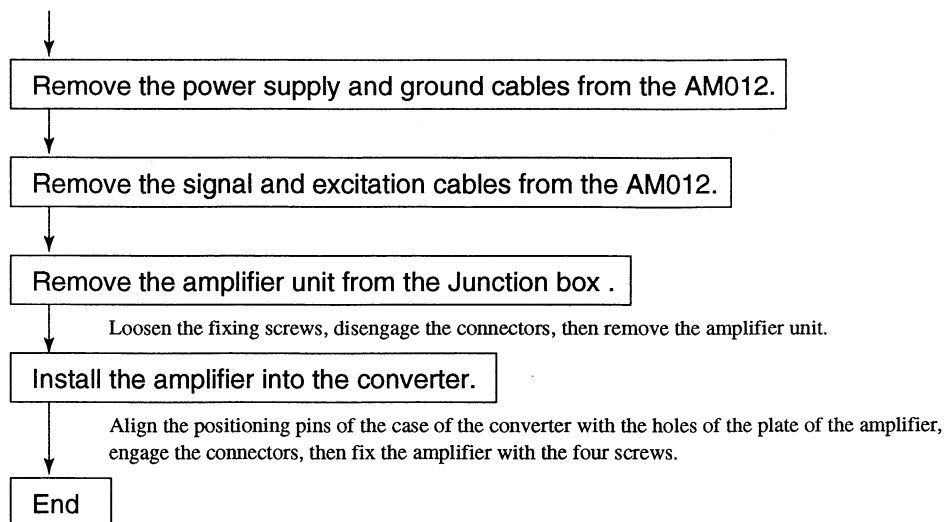 Remove the power supply and ground cables from the AM012.
Remove the signal and excitation cables from the AM012.
Remove the amplifier unit from the Junction box .
Loosen the fixing screws, disengage the connectors, then remove the amplifier unit.
Install the amplifier into the converter.
Align the positioning pins of the case of the converter with the holes of the plate of the amplifier,
engage the connectors, then fix the amplifier with the four screws.
End